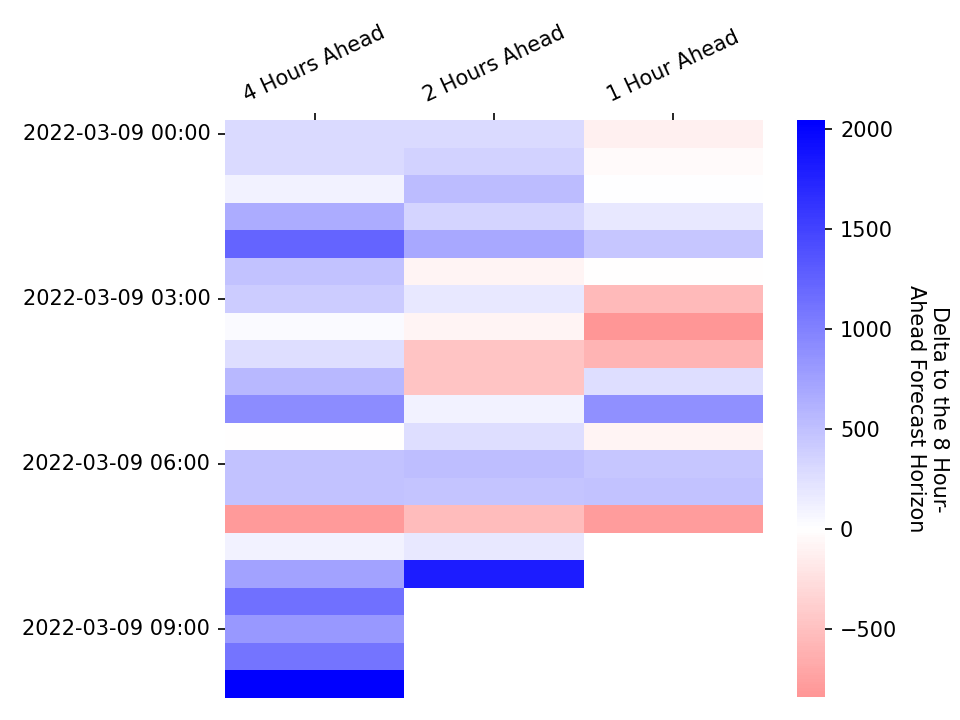 4 Hours Ahead
2 Hours Ahead
1 Hour Ahead
2022-03-09 00:00
2022-03-09 03:00
2022-03-09 06:00
2022-03-09 09:00
2000
1500
1000
500
0
−500
Delta to the 8 Hour-
Ahead Forecast Horizon